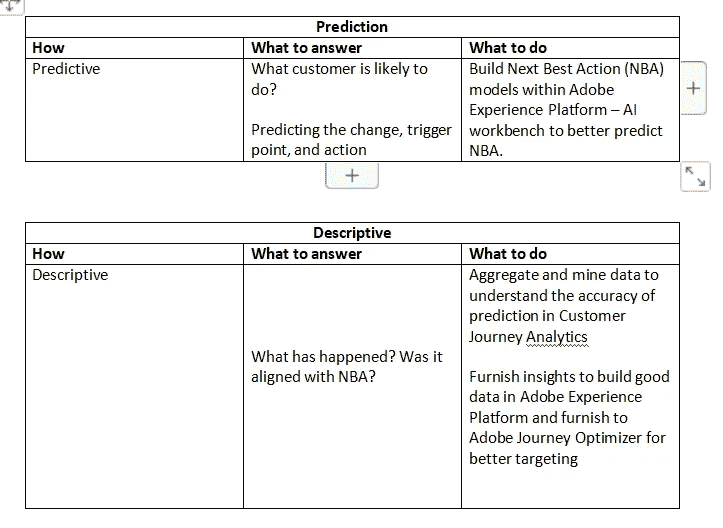 Prediction
How What to answer What to do
Predictive
What customer is likely to
do?
Predicting the change, trigger
point, and action
Build Next Best Action (NBA)
models within Adobe
Experience Platform – AI
workbench to better predict
NBA.
Descriptive
How What to answer What to do
Descriptive
What has happened? Was it
aligned with NBA?
Aggregate and mine data to
understand the accuracy of
prediction in Customer
Journey Analytics
Furnish insights to build good
data in Adobe Experience
Platform and furnish to
Adobe Journey Optimizer for
better targeting